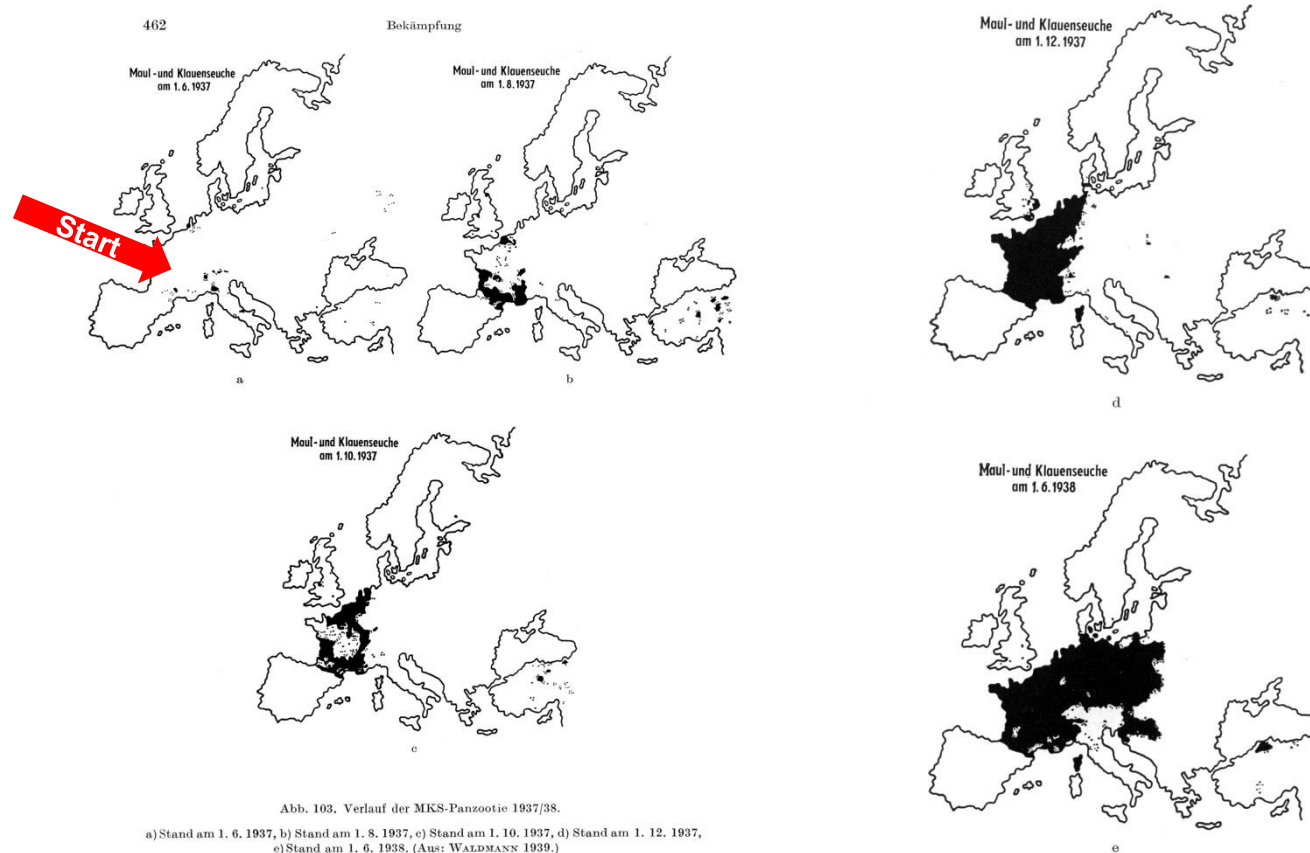 462
Bekämpfung
Maul-und Klauenseuche
am 1.6.1937
Maul-und Klauenseuche
am 1.8.1937
Start
a
b
Maul-und Klauenseuche
am 1.10.1937
c
Abb. 103. Verlauf der MKS-Panzootie 1937/38.
a) Stand am 1. 6. 1937, b) Stand am 1. 8. 1937, c) Stand am 1. 10. 1937, d) Stand am 1. 12. 1937,
e) Stand am 1. 6. 1938. (Aus: WALDMANN 1939.)
Maul-und Klauenseuche
am 1.12.1937
d
Maul-und Klauenseuche
am 1.6.1938
e